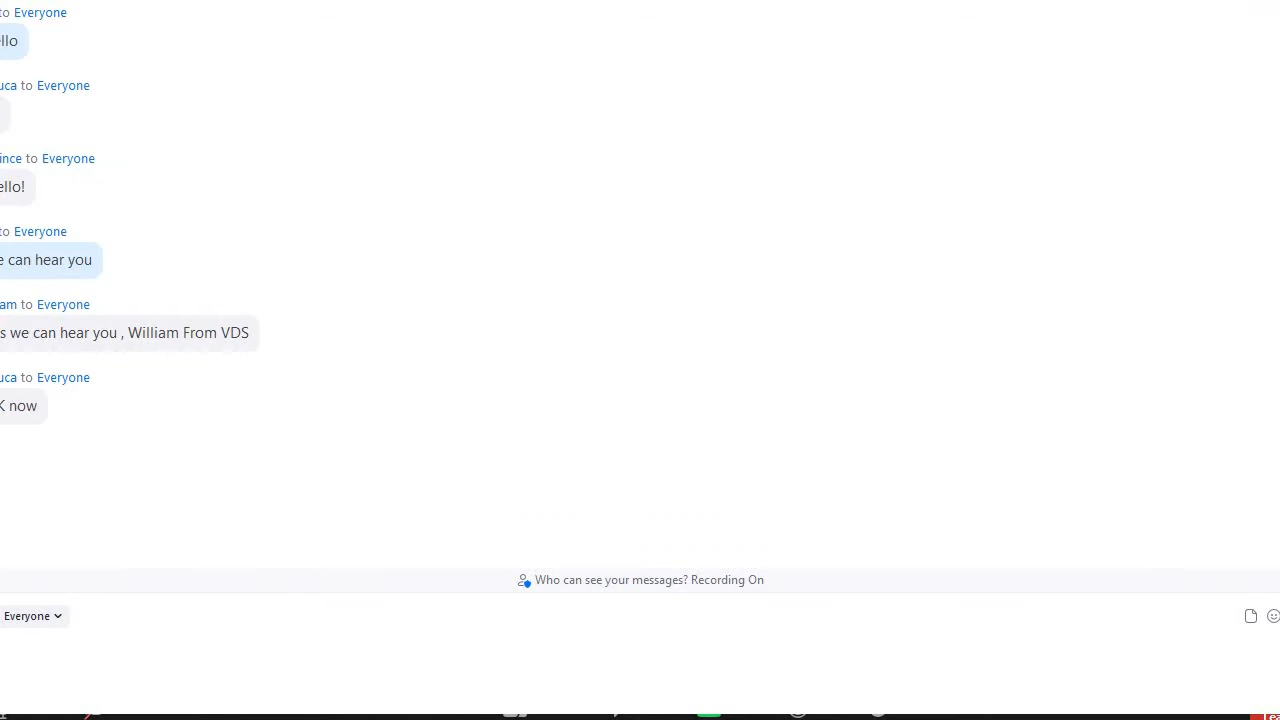 to Everyone
ello
uca to Everyone
ince to Everyone
ello!
to Everyone
e can hear you
am to Everyone
s we can hear you , William From VDS
uca to Everyone
K now
Who can see your messages? Recording On
Everyone